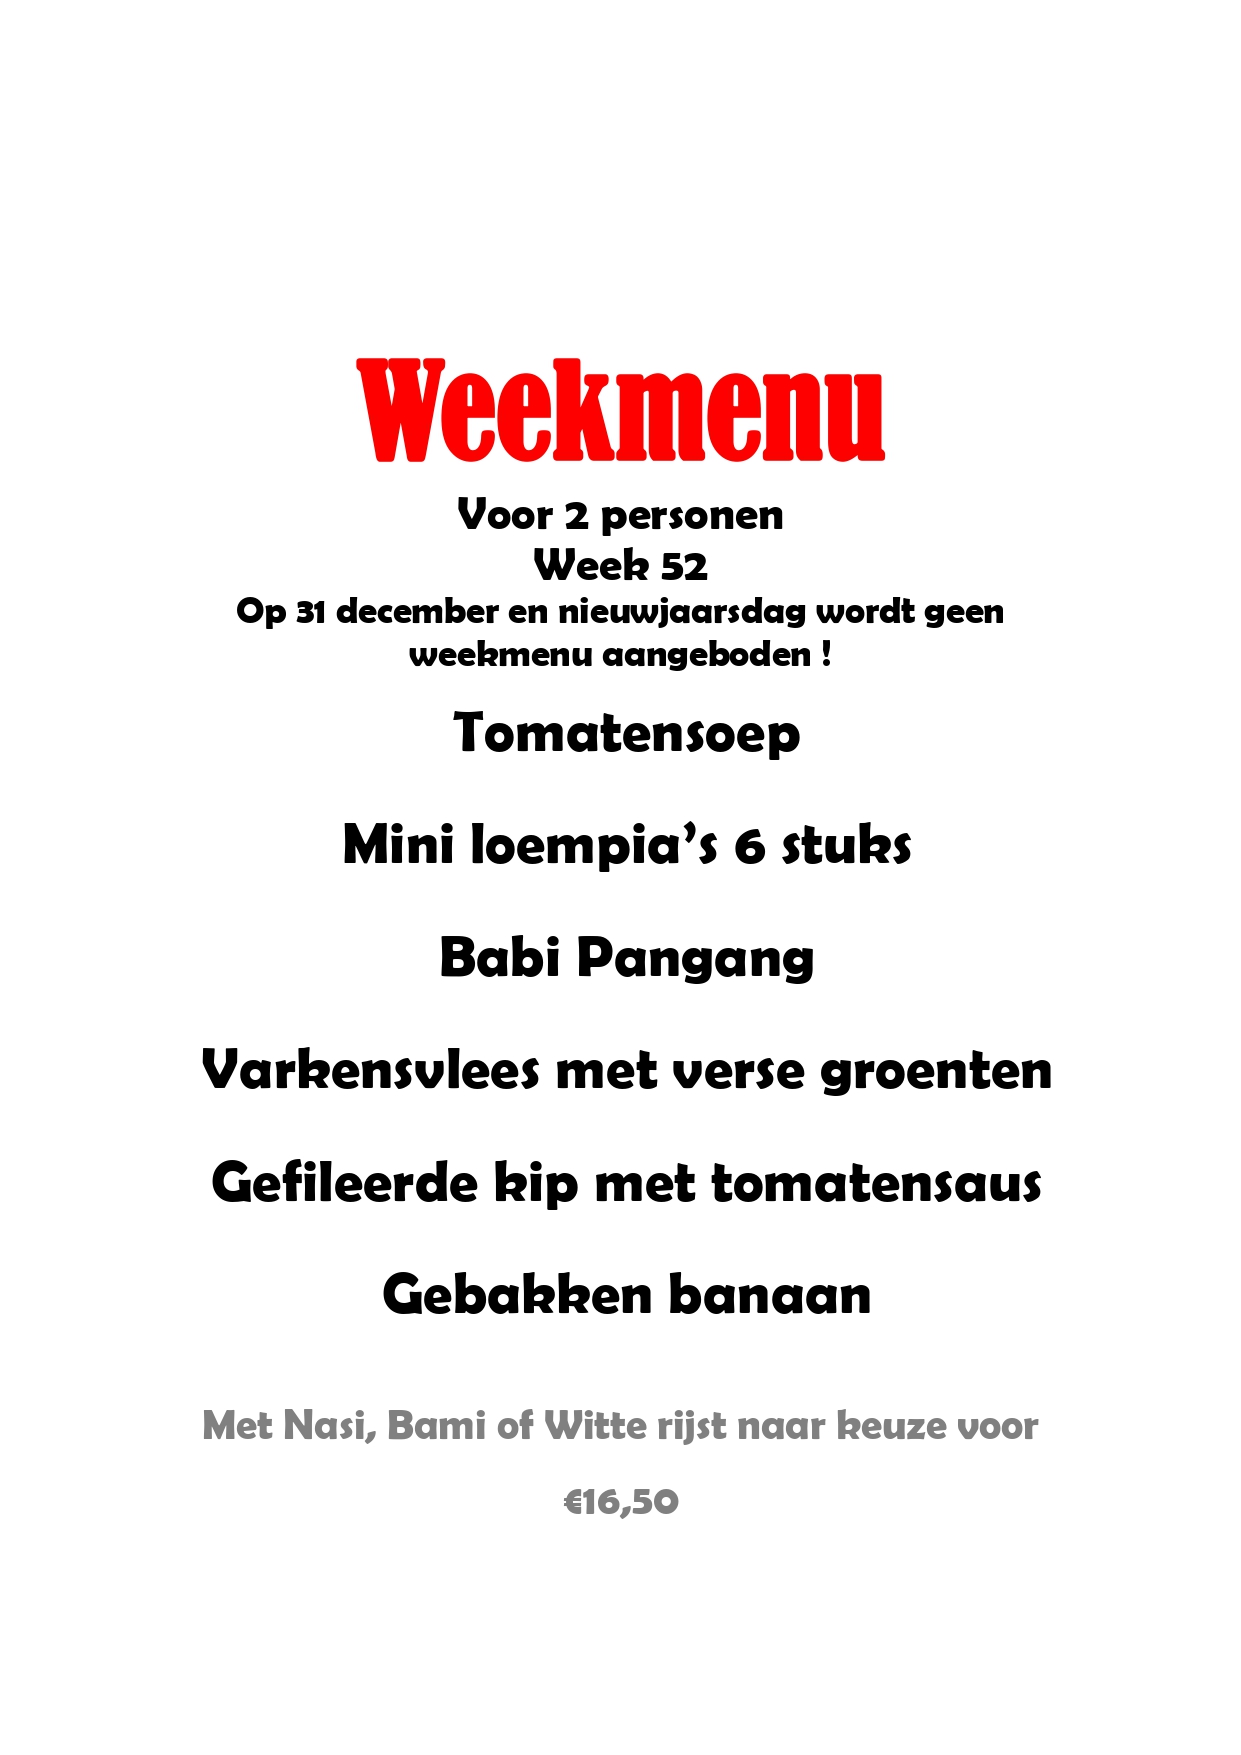 Weekmenu
Voor 2 personen
Week 52
Op 31 december en nieuwjaarsdag wordt geen
weekmenu aangeboden !
Tomatensoep
Mini loempia’s 6 stuks
Babi Pangang
Varkensvlees met verse groenten
Gefileerde kip met tomatensaus
Gebakken banaan
Met Nasi, Bami of Witte rijst naar keuze voor
€16,50